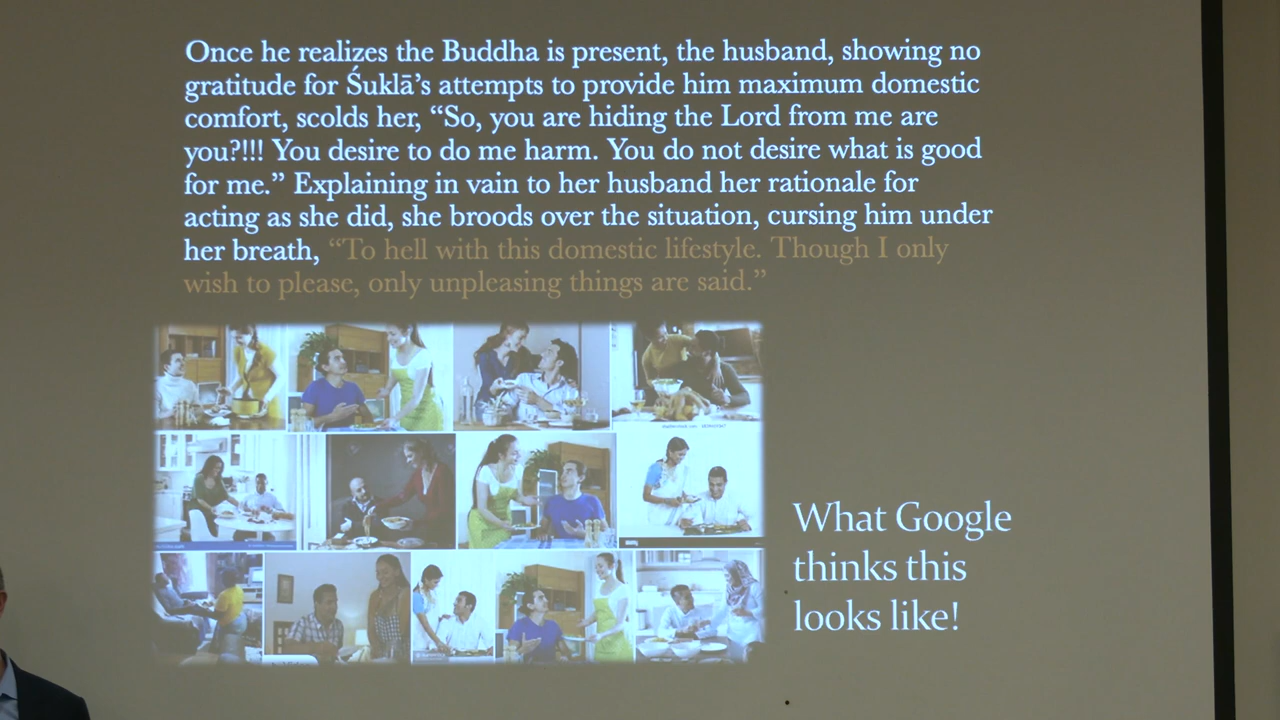 Once he realizes the Buddha is present, the husband, showing no
gratitude for Śuklā’s attempts to provide him maximum domestic
comfort, scolds her, “So, you are hiding the Lord from me are
you?!!! You desire to do me harm. You do not desire what is good
for me.” Explaining in vain to her husband her rationale for
acting as she did, she broods over the situation, cursing him under
her breath, “To hell with this domestic lifestyle. Though I only
wish to please, only unpleasing things are said.”
What Google
thinks this
looks like!